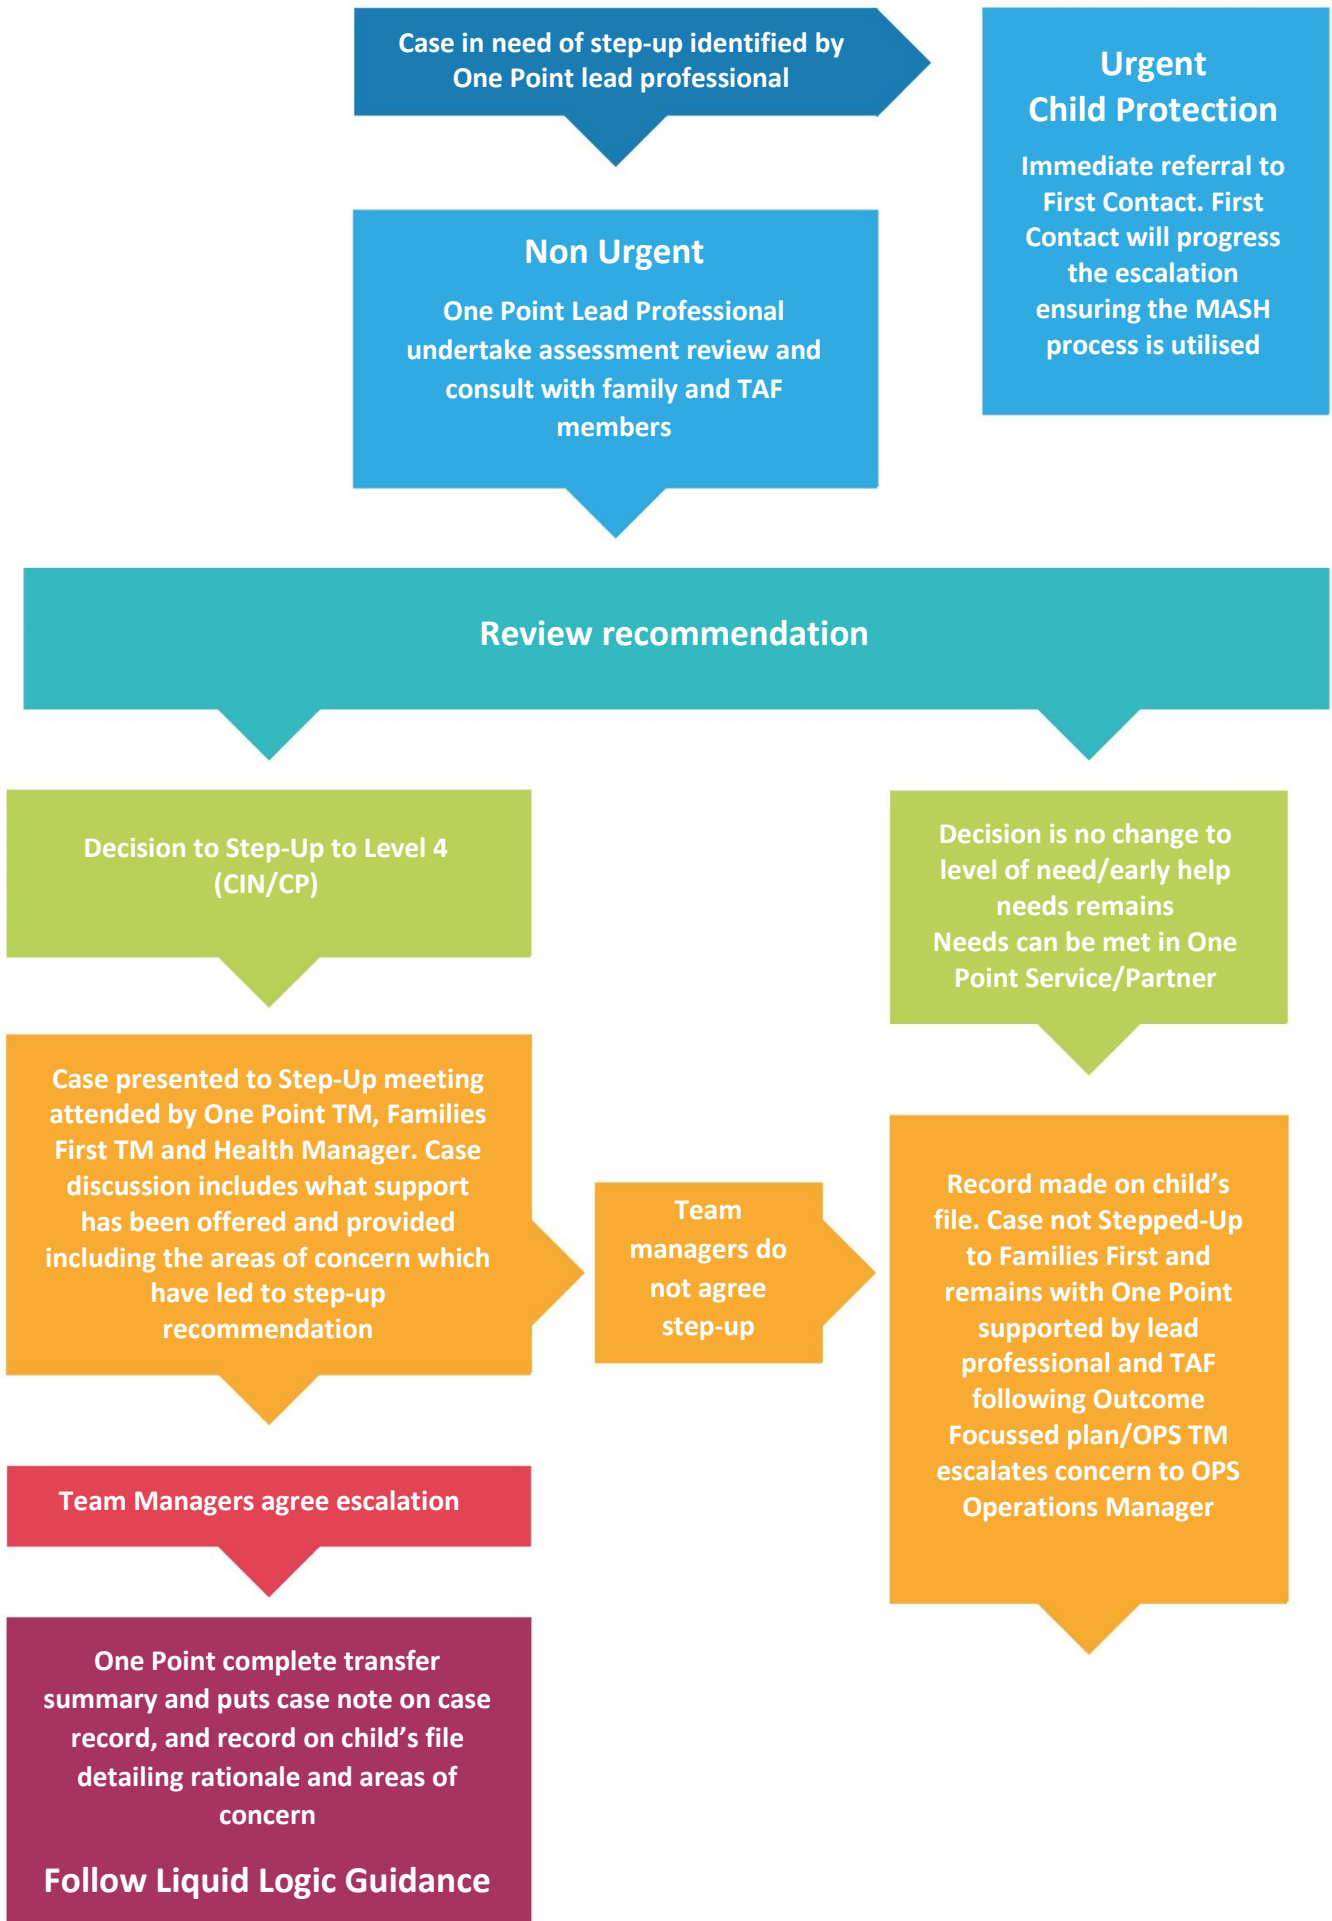 Case in need of step-up identified by
One Point lead professional
Urgent
Child Protection
Immediate referral to
First Contact. First
Contact will progress
the escalation
ensuring the MASH
process is utilised
Non Urgent
One Point Lead Professional
undertake assessment review and
consult with family and TAF
members
Review recommendation
Decision to Step-Up to Level 4
(CIN/CP)
Decision is no change to
level of need/early help
needs remains
Needs can be met in One
Point Service/Partner
Case presented to Step-Up meeting
attended by One Point TM, Families
First TM and Health Manager. Case
discussion includes what support
has been offered and provided
including the areas of concern which
have led to step-up
recommendation
Team
managers do
not agree
step-up
Record made on child’s
file. Case not Stepped-Up
to Families First and
remains with One Point
supported by lead
professional and TAF
following Outcome
Focussed plan/OPS TM
escalates concern to OPS
Operations Manager
Team Managers agree escalation
One Point complete transfer
summary and puts case note on case
record, and record on child’s file
detailing rationale and areas of
concern
Follow Liquid Logic Guidance